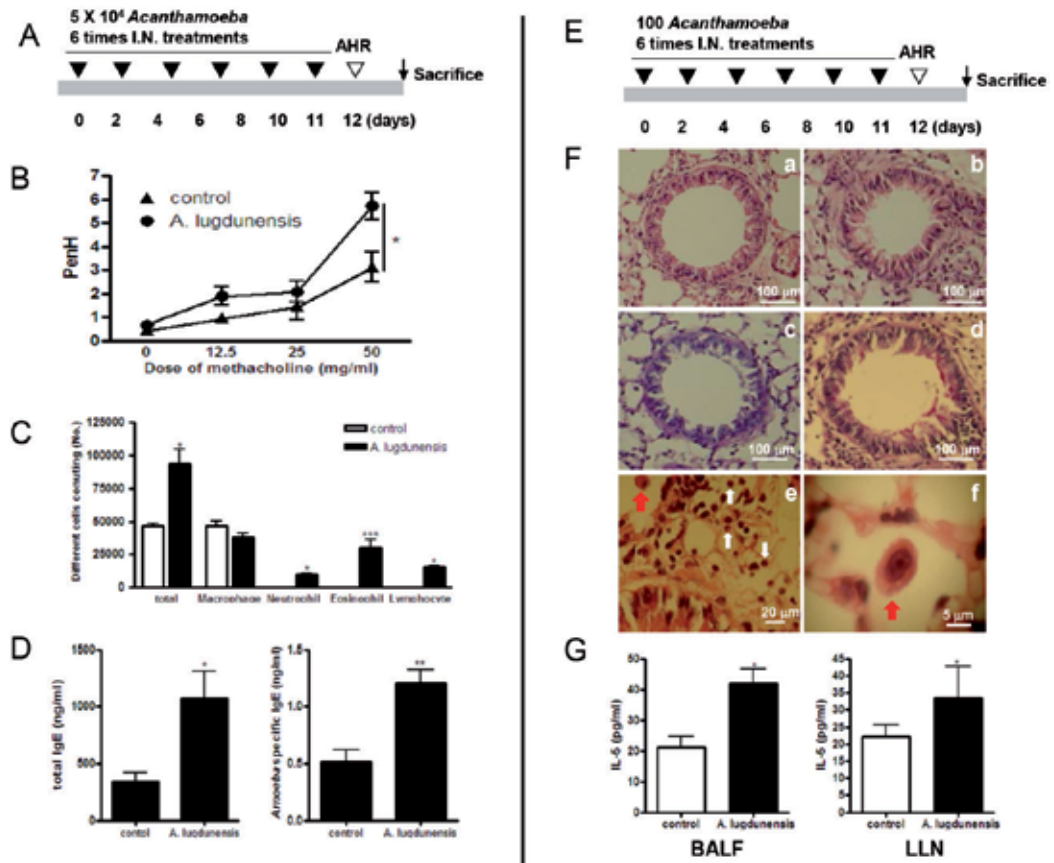 A
5 X 10⁴ Acanthamoeba
6 times I.N. treatments
AHR
Sacrifice
0 2 4 6 8 10 11 12 (days)
B
7
6
5
4
3
2
1
0
PenH
control
A. lugdunensis
*
0 12.5 25 50
Dose of methacholine (mg/ml)
C
125000
100000
75000
50000
25000
0
Different cells conuting (No.)
control
A. lugdunensis
*
*
***
*
total Macrophage Neutrophil Eosinophil Lymphocyte
D
1500
1000
500
0
total IgE (ng/ml)
*
control A. lugdunensis
1.5
1.0
0.5
0.0
Amoeba specific IgE (ng/ml)
**
control A. lugdunensis
E
100 Acanthamoeba
6 times I.N. treatments
AHR
Sacrifice
0 2 4 6 8 10 11 12 (days)
F
a
100 µm
b
100 µm
c
100 µm
d
100 µm
e
20 µm
f
5 µm
G
50
40
30
20
10
0
IL-5 (pg/ml)
*
control A. lugdunensis
BALF
45
40
35
30
25
20
15
10
5
0
IL-5 (pg/ml)
*
control A. lugdunensis
LLN